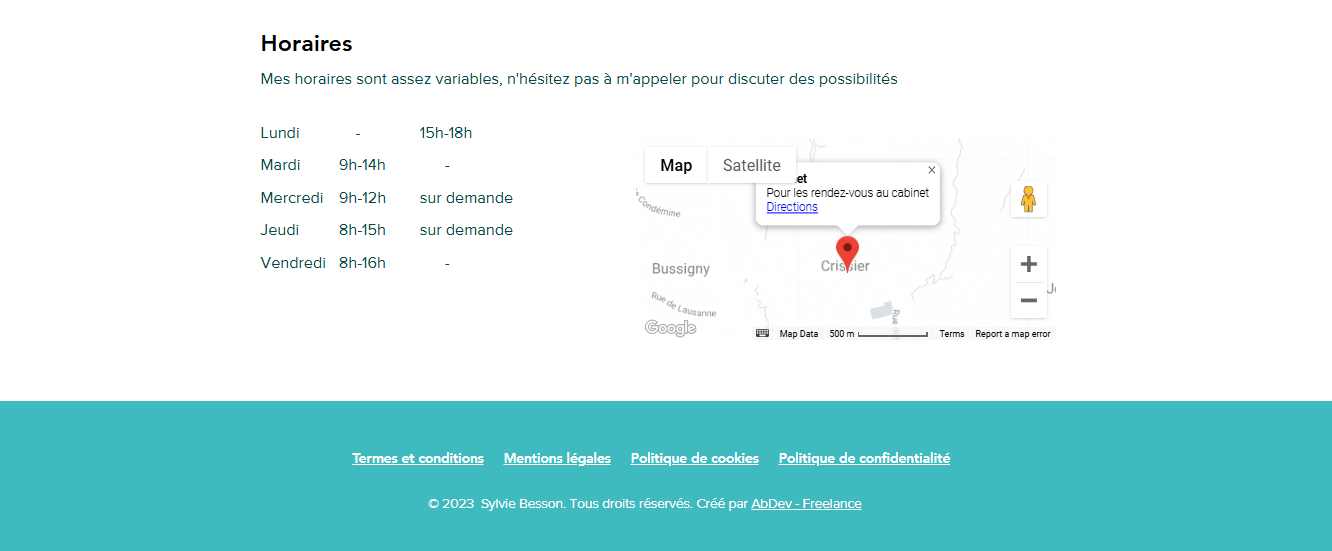 Horaires
Mes horaires sont assez variables, n'hésitez pas à m'appeler pour discuter des possibilités
Lundi - 15h-18h
Mardi 9h-14h -
Mercredi 9h-12h sur demande
Jeudi 8h-15h sur demande
Vendredi 8h-16h -
Map Satellite
Pour les rendez-vous au cabinet
Directions
Condémine
Crissier
Bussigny
Rue de Lausanne
Google
Map Data 500 m Terms Report a map error
Termes et conditions Mentions légales Politique de cookies Politique de confidentialité
© 2023 Sylvie Besson. Tous droits réservés. Créé par AbDev - Freelance